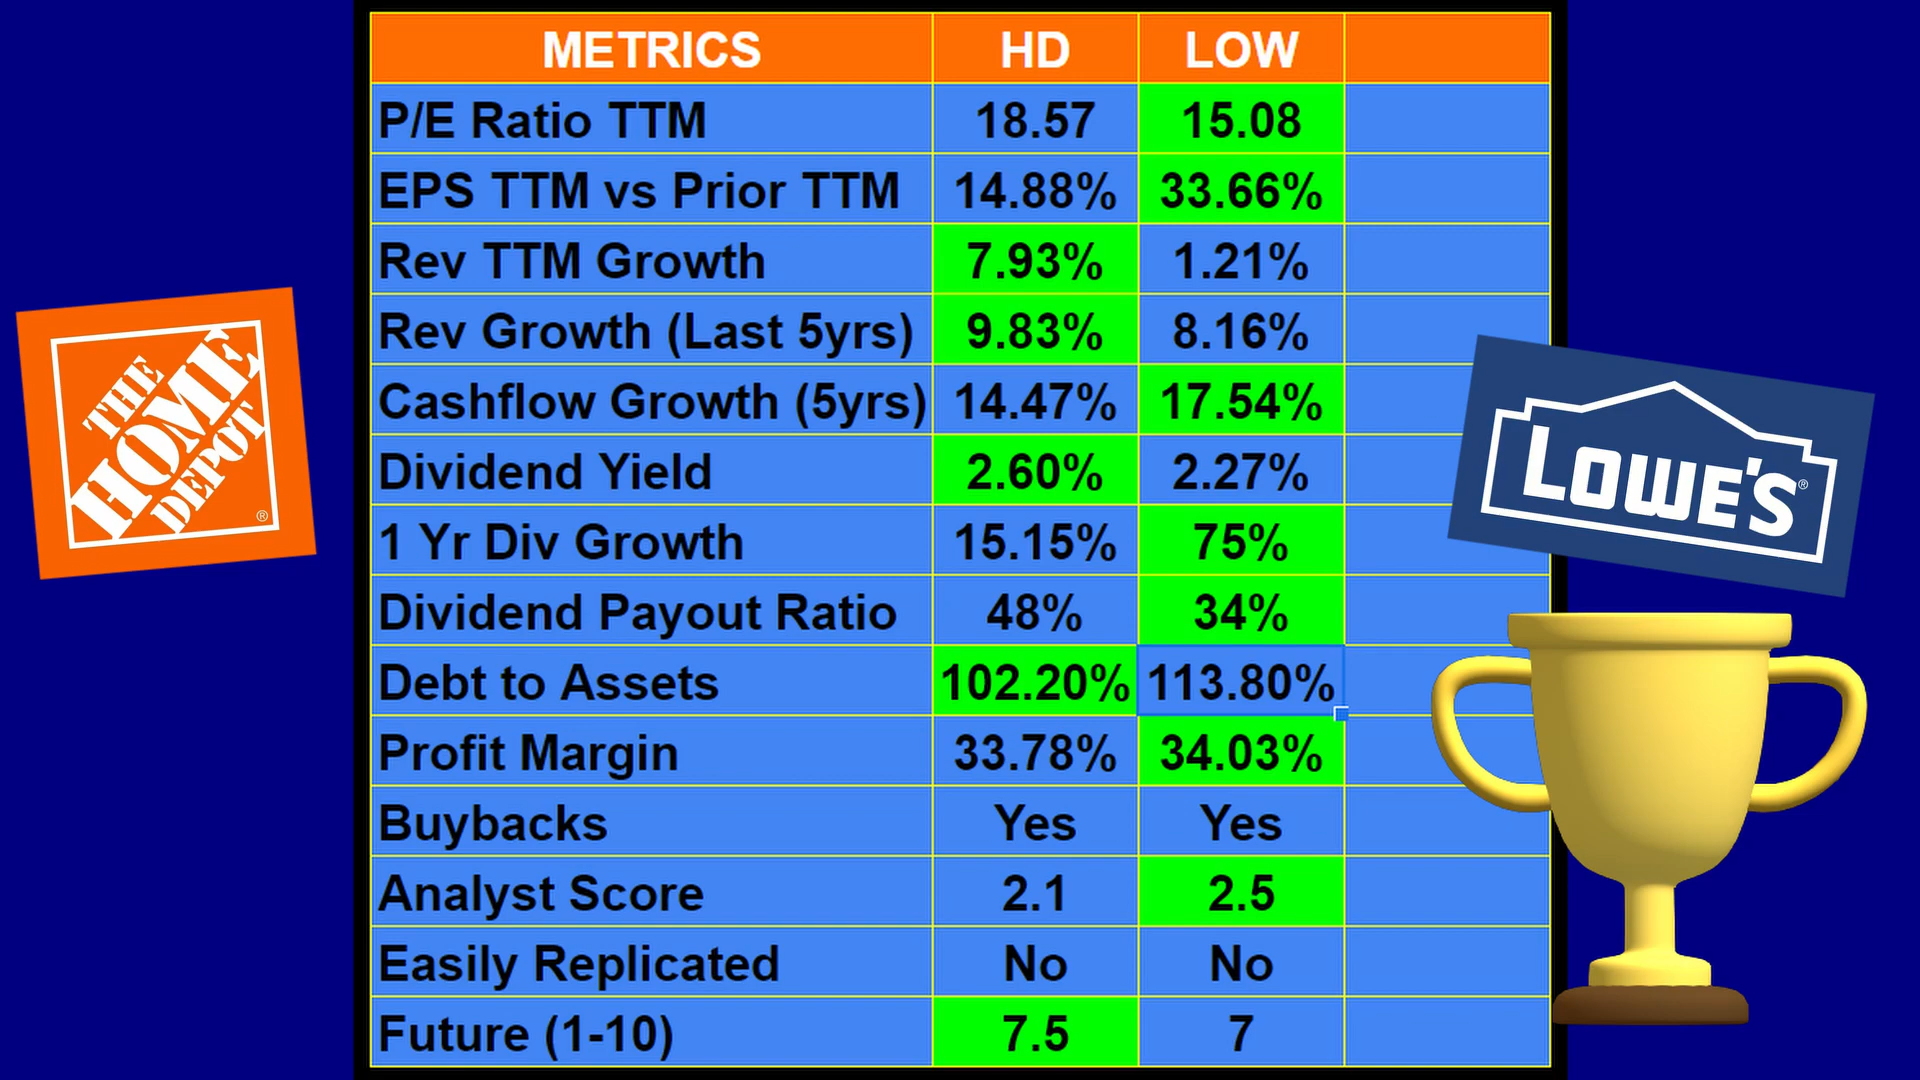 METRICS HD LOW
P/E Ratio TTM 18.57 15.08
EPS TTM vs Prior TTM 14.88% 33.66%
Rev TTM Growth 7.93% 1.21%
Rev Growth (Last 5yrs) 9.83% 8.16%
Cashflow Growth (5yrs) 14.47% 17.54%
Dividend Yield 2.60% 2.27%
1 Yr Div Growth 15.15% 75%
Dividend Payout Ratio 48% 34%
Debt to Assets 102.20% 113.80%
Profit Margin 33.78% 34.03%
Buybacks Yes Yes
Analyst Score 2.1 2.5
Easily Replicated No No
Future (1-10) 7.5 7
THE
HOME
DEPOT
®
LOWE'S®